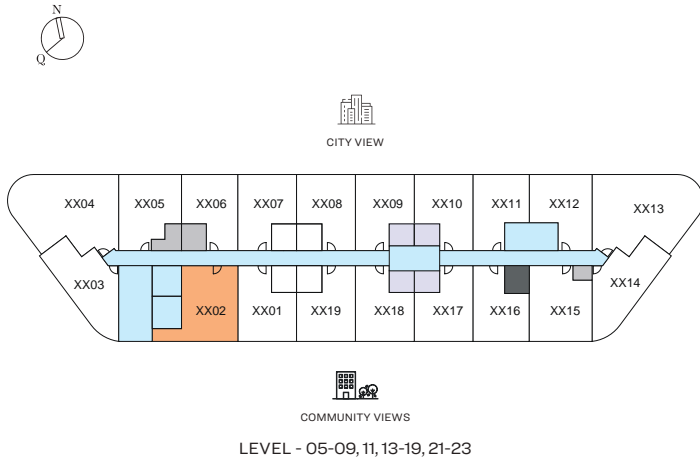 N
Q
CITY VIEW
XX04 XX05 XX06 XX07 XX08 XX09 XX10 XX11 XX12 XX13
XX03 XX14
XX02 XX01 XX19 XX18 XX17 XX16 XX15
COMMUNITY VIEWS
LEVEL - 05-09, 11, 13-19, 21-23